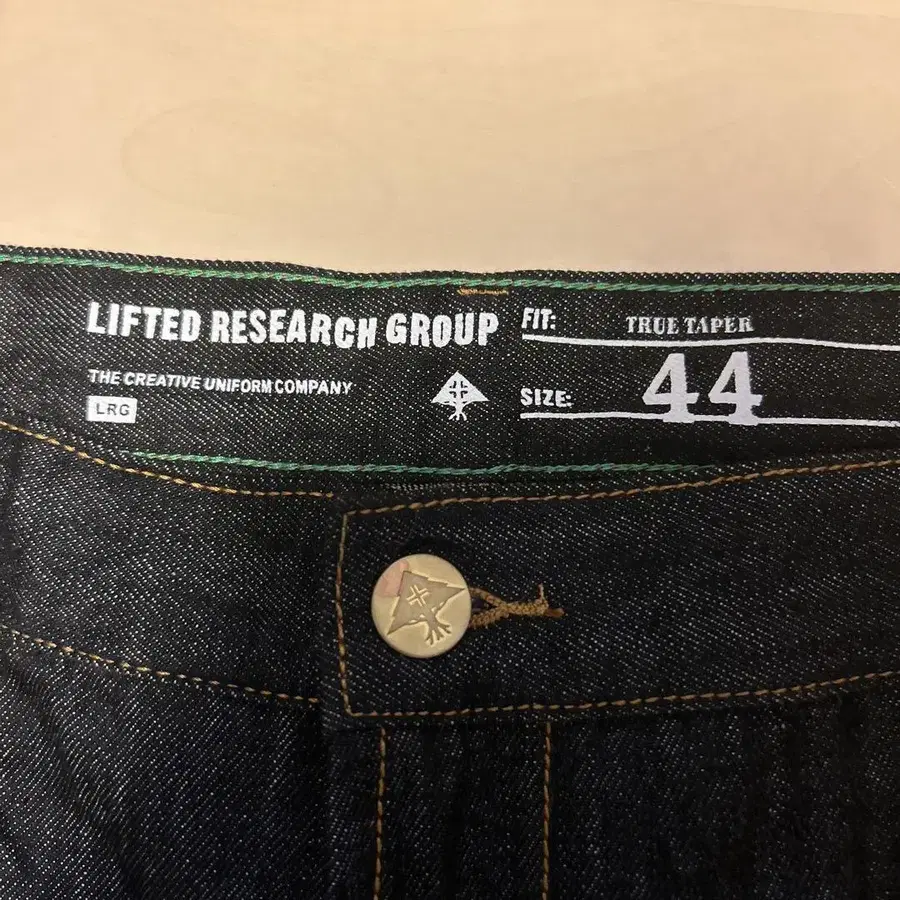 LIFTED RESEARCH GROUP
THE CREATIVE UNIFORM COMPANY
LRG
FIT: TRUE TAPER
SIZE: 44